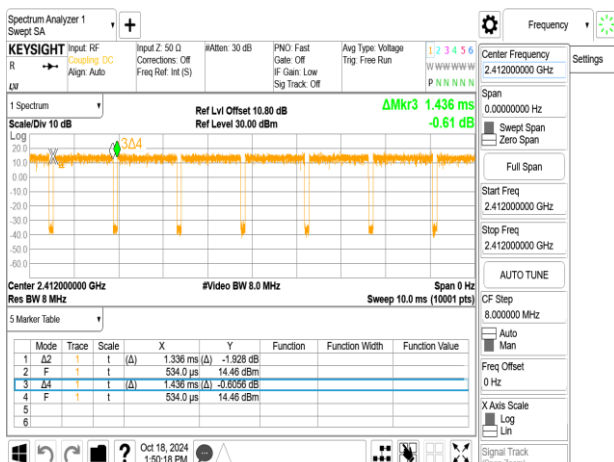 Spectrum Analyzer 1
Swept SA
+
Frequency
KEYSIGHT
R
Input: RF
Coupling: DC
Align: Auto
Input Z: 50 Ω
Corrections: Off
Freq Ref: Int (S)
#Atten: 30 dB
PNO: Fast
Gate: Off
IF Gain: Low
Sig Track: Off
Avg Type: Voltage
Trig: Free Run
1 2 3 4 5 6
W W W W W W
P N N N N N
Center Frequency
2.412000000 GHz
Settings
Span
0.00000000 Hz
Swept Span
Zero Span
Full Span
Start Freq
2.412000000 GHz
Stop Freq
2.412000000 GHz
AUTO TUNE
CF Step
8.000000 MHz
Auto
Man
Freq Offset
0 Hz
X Axis Scale
Log
Lin
Signal Track
1 Spectrum
Scale/Div 10 dB
Ref Lvl Offset 10.80 dB
Ref Level 30.00 dBm
ΔMkr3 1.436 ms
-0.61 dB
Log
20.0
10.0
0.00
-10.0
-20.0
-30.0
-40.0
-50.0
-60.0
3Δ4
Center 2.412000000 GHz
Res BW 8 MHz
#Video BW 8.0 MHz
Span 0 Hz
Sweep 10.0 ms (10001 pts)
5 Marker Table
Mode Trace Scale X Y Function Function Width Function Value
1 Δ2 1 t (Δ) 1.336 ms (Δ) -1.928 dB
2 F 1 t 534.0 µs 14.46 dBm
3 Δ4 1 t (Δ) 1.436 ms (Δ) -0.6056 dB
4 F 1 t 534.0 µs 14.46 dBm
5
6
?
Oct 18, 2024
1:50:18 PM